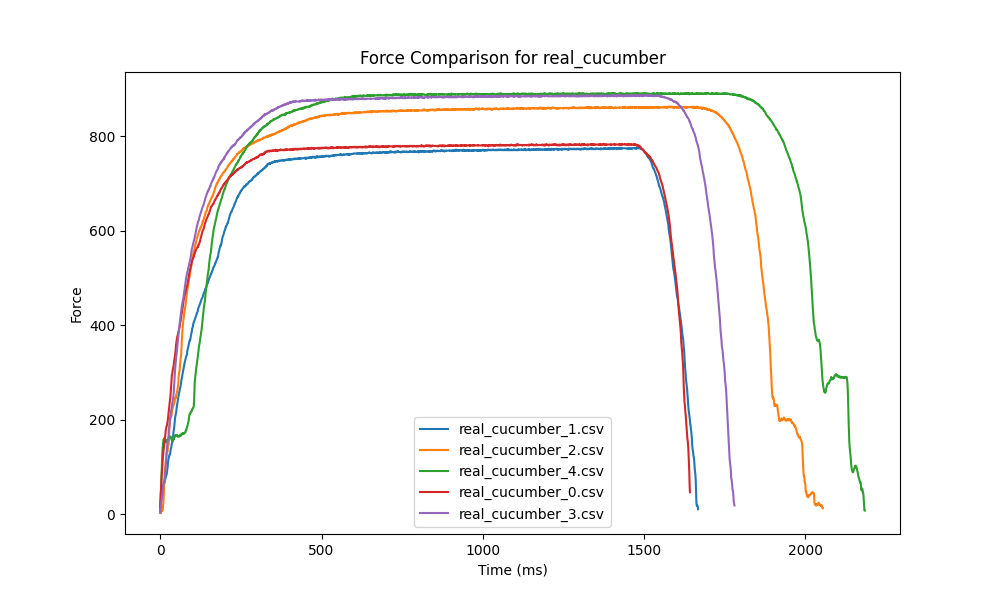 Force Comparison for real_cucumber
Force
800
600
400
200
0
real_cucumber_1.csv
real_cucumber_2.csv
real_cucumber_4.csv
real_cucumber_0.csv
real_cucumber_3.csv
0 500 1000 1500 2000
Time (ms)